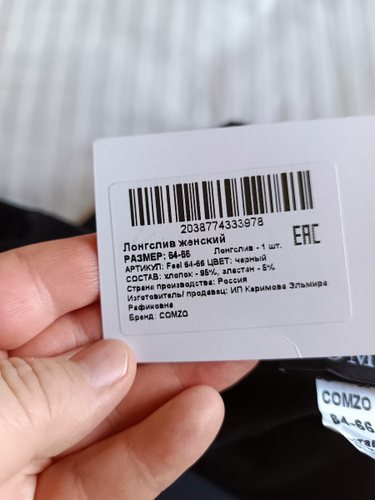 2038774333978
Лонгслив женский
РАЗМЕР: 64-66
Лонгслив - 1 шт.
EAC
АРТИКУЛ: Feel 64-66 ЦВЕТ: черный
СОСТАВ: хлопок - 95%, эластан - 5%
Страна производства: Россия
Изготовитель/ продавец: ИП Каримова Эльмира
Рафиковна
Бренд: COMZO
COMZO
64-66